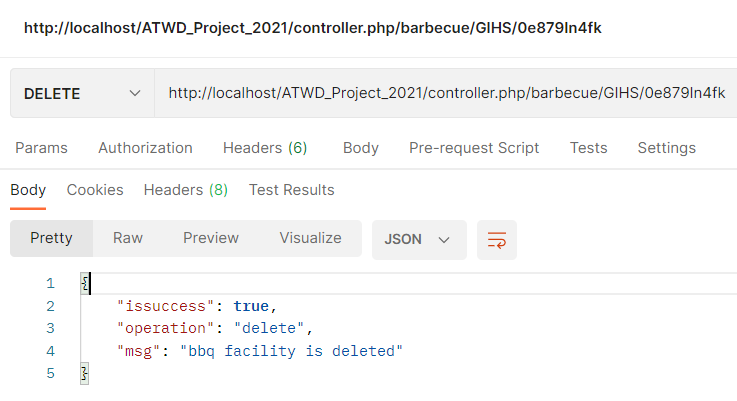 http://localhost/ATWD_Project_2021/controller.php/barbecue/GIHS/0e879ln4fk
DELETE http://localhost/ATWD_Project_2021/controller.php/barbecue/GIHS/0e879ln4fk
Params Authorization Headers (6) Body Pre-request Script Tests Settings
Body Cookies Headers (8) Test Results
Pretty Raw Preview Visualize JSON
1 {
2 "issuccess": true,
3 "operation": "delete",
4 "msg": "bbq facility is deleted"
5 }